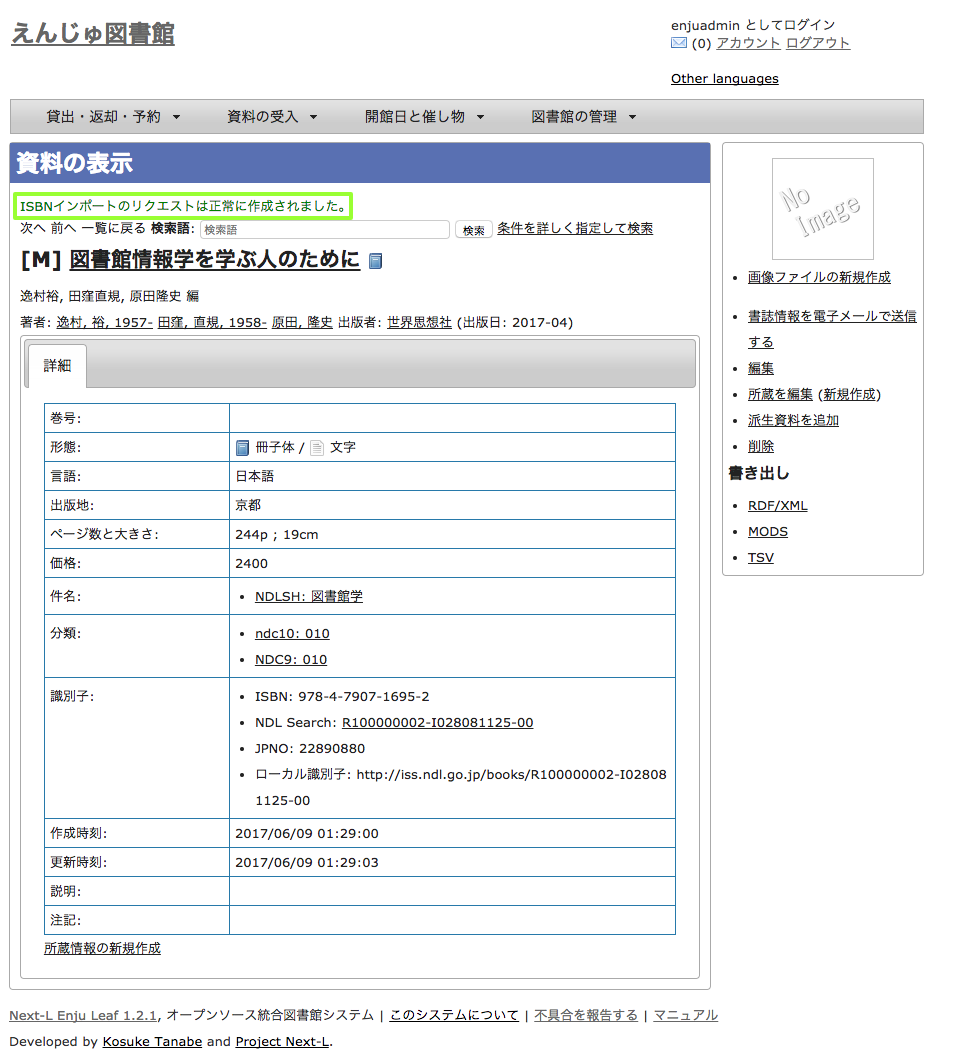 えんじゅ図書館
enjuadmin としてログイン
(0) アカウント ログアウト
Other languages
貸出・返却・予約 資料の受入 開館日と催し物 図書館の管理
資料の表示
ISBNインポートのリクエストは正常に作成されました。
次へ 前へ 一覧に戻る 検索語: 検索語 検索 条件を詳しく指定して検索
[M] 図書館情報学を学ぶ人のために
逸村裕, 田窪直規, 原田隆史 編
著者: 逸村, 裕, 1957- 田窪, 直規, 1958- 原田, 隆史 出版者: 世界思想社 (出版日: 2017-04)
詳細
巻号:
形態: 冊子体 / 文字
言語: 日本語
出版地: 京都
ページ数と大きさ: 244p ; 19cm
価格: 2400
件名: • NDLSH: 図書館学
分類: • ndc10: 010
• NDC9: 010
識別子: • ISBN: 978-4-7907-1695-2
• NDL Search: R100000002-I028081125-00
• JPNO: 22890880
• ローカル識別子: http://iss.ndl.go.jp/books/R100000002-I02808
1125-00
作成時刻: 2017/06/09 01:29:00
更新時刻: 2017/06/09 01:29:03
説明:
注記:
所蔵情報の新規作成
No
Image
• 画像ファイルの新規作成
• 書誌情報を電子メールで送信
する
• 編集
• 所蔵を編集 (新規作成)
• 派生資料を追加
• 削除
書き出し
• RDF/XML
• MODS
• TSV
Next-L Enju Leaf 1.2.1, オープンソース統合図書館システム | このシステムについて | 不具合を報告する | マニュアル
Developed by Kosuke Tanabe and Project Next-L.